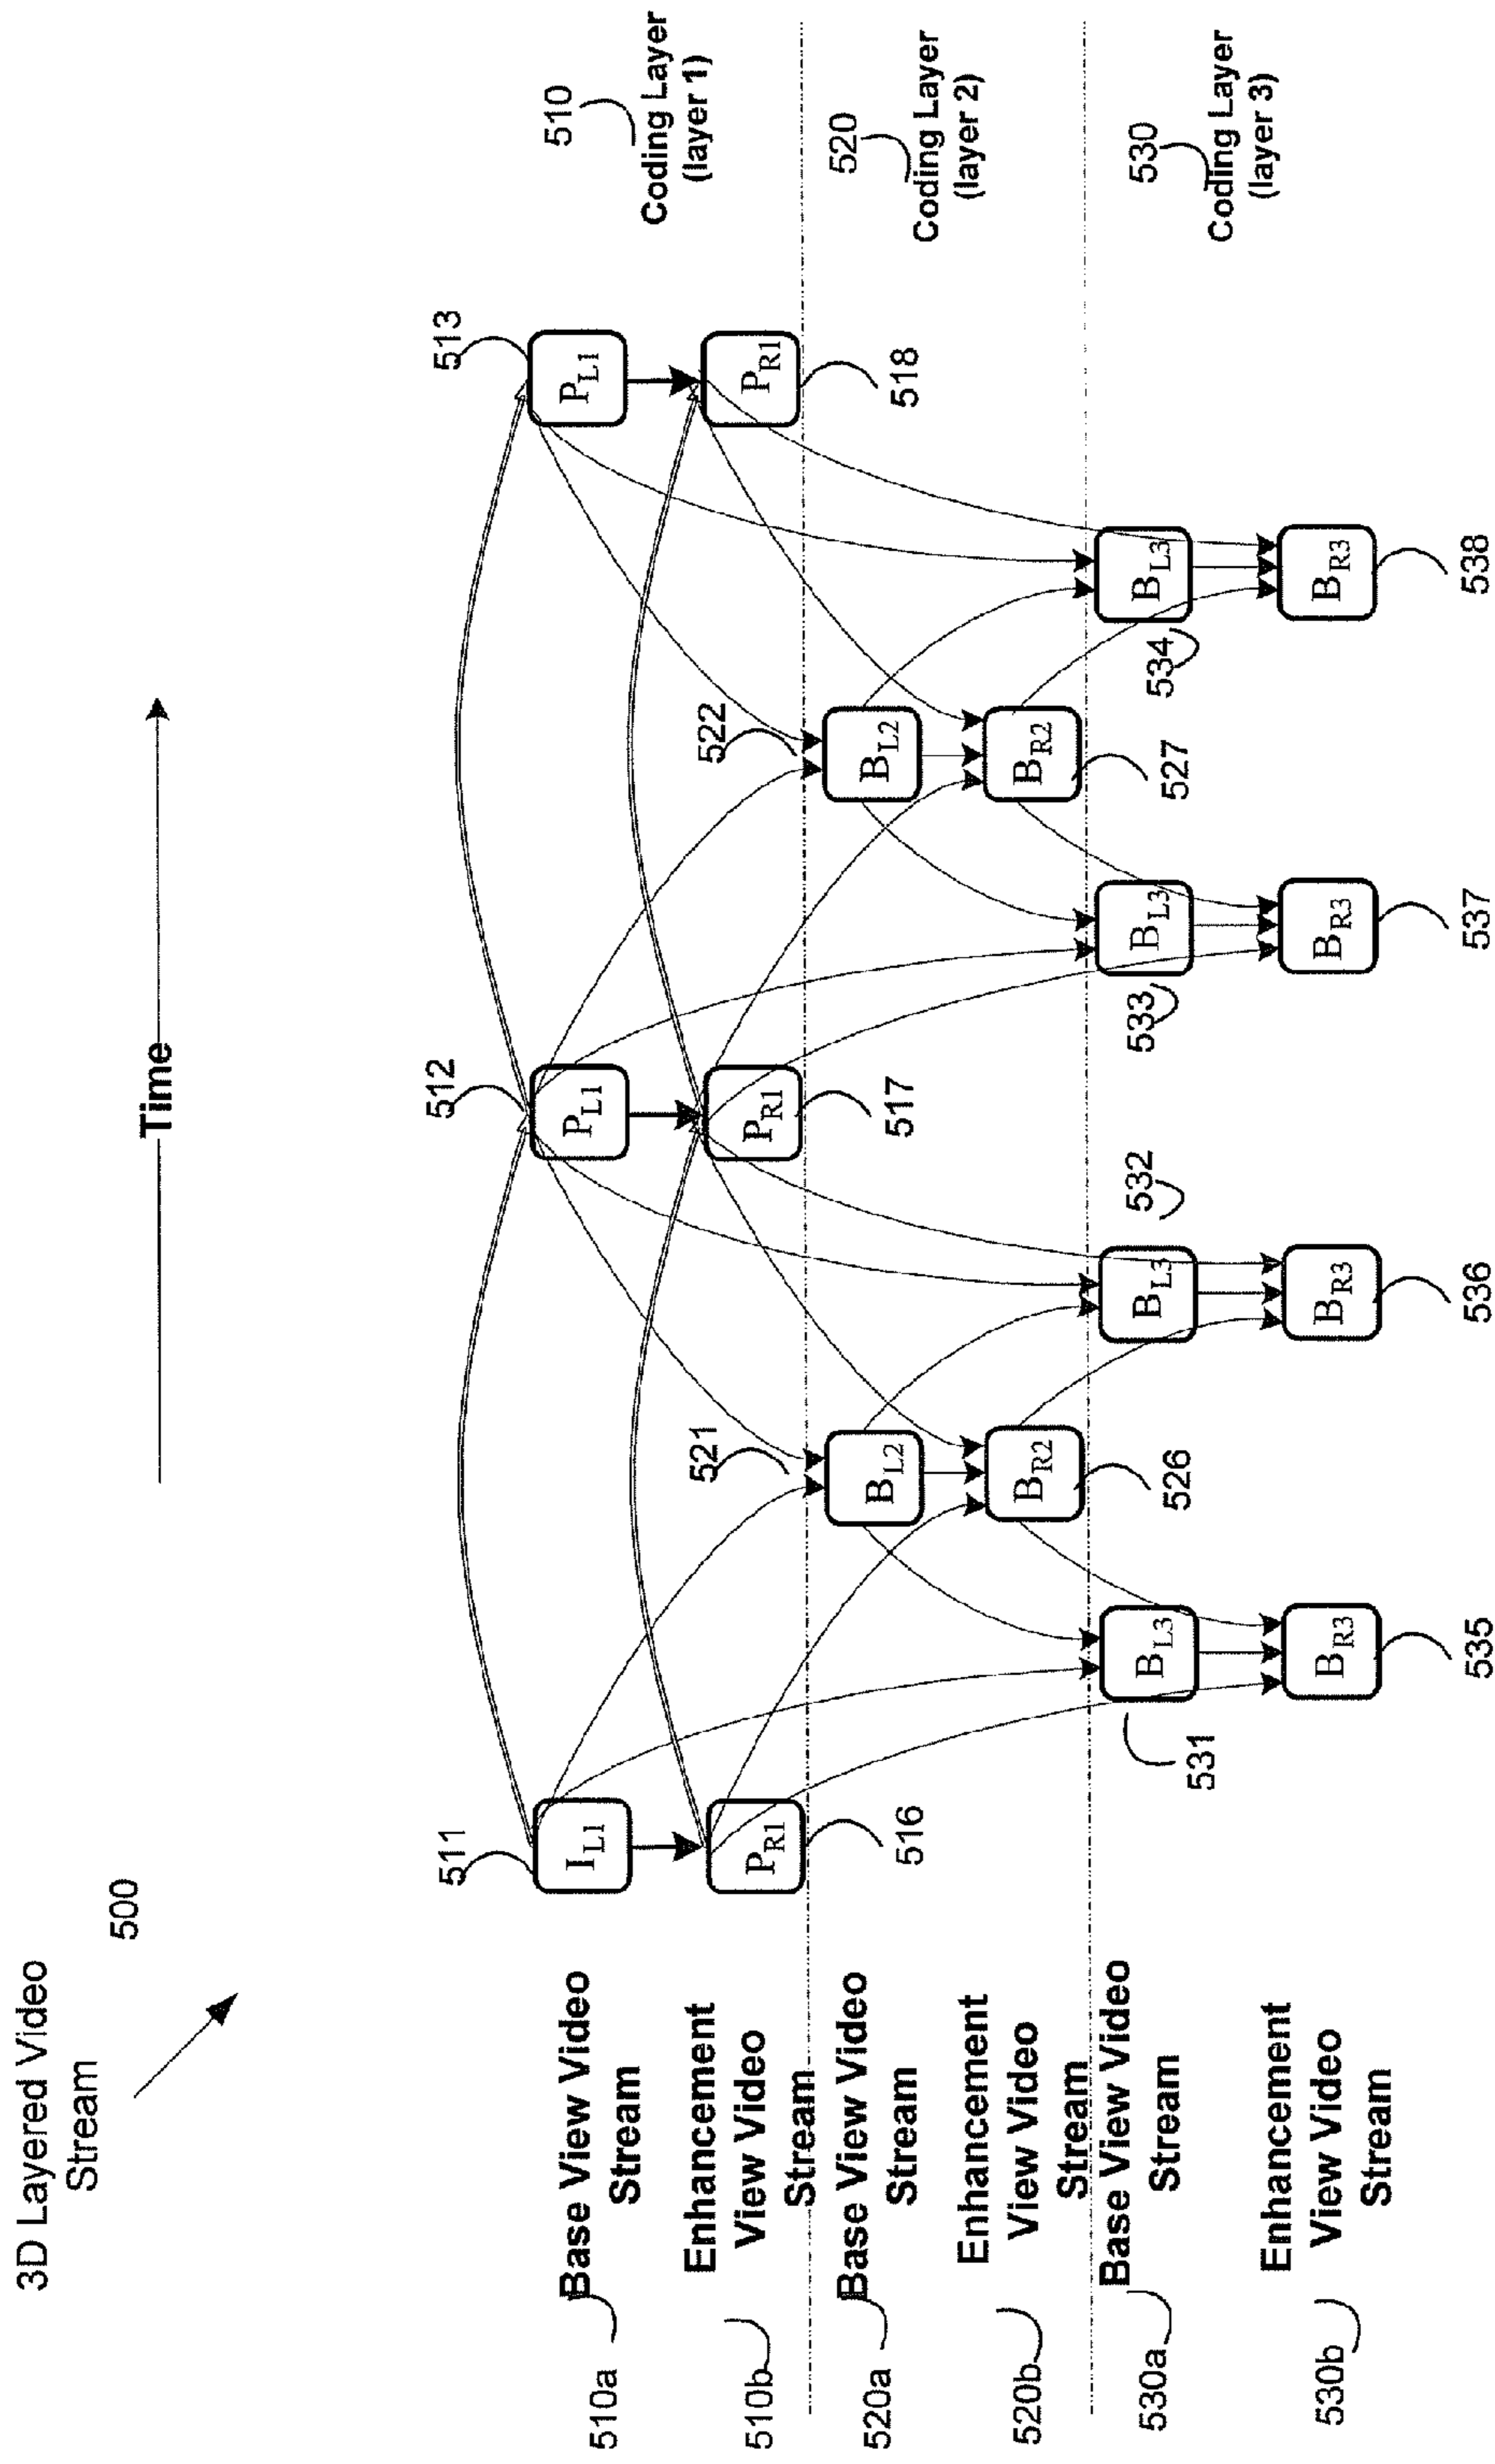 3D Layered Video
Stream
500
Time
511
512
513
510
Coding Layer
(layer 1)
510a
Base View Video
Stream
I_L1
P_L1
P_L1
510b
Enhancement
View Video
Stream
P_R1
P_R1
P_R1
516
517
518
521
522
520
Coding Layer
(layer 2)
520a
Base View Video
Stream
B_L2
B_L2
520b
Enhancement
View Video
Stream
B_R2
B_R2
526
527
530
Coding Layer
(layer 3)
530a
Base View Video
Stream
531
B_L3
532
B_L3
533
B_L3
534
B_L3
530b
Enhancement
View Video
Stream
B_R3
B_R3
B_R3
B_R3
535
536
537
538